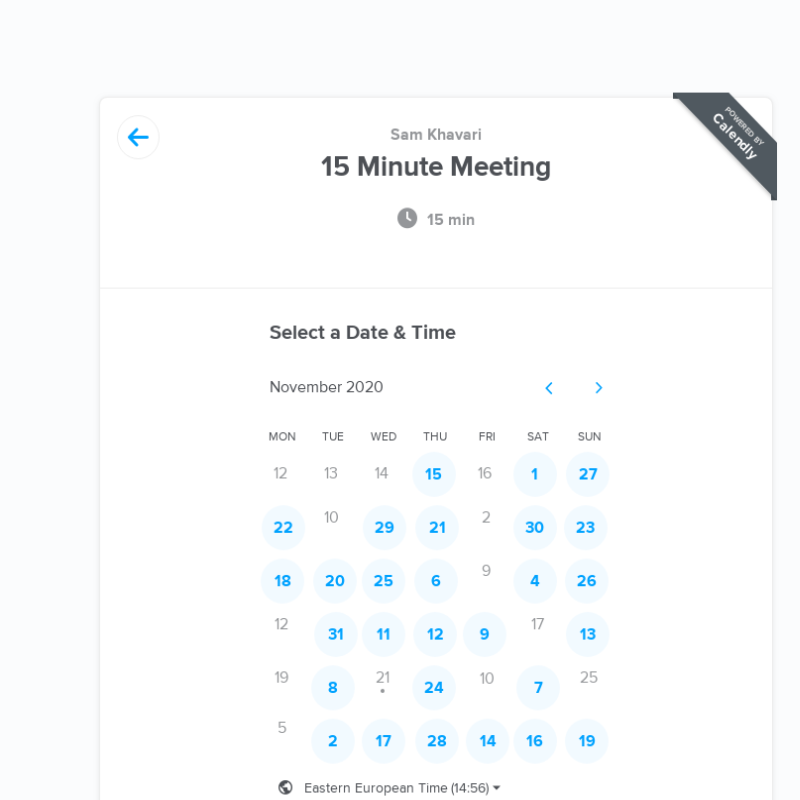 POWERED BY
Calendly
Sam Khavari
15 Minute Meeting
15 min
Select a Date & Time
November 2020
MON TUE WED THU FRI SAT SUN
12 13 14 15 16 1 27
22 10 29 21 2 30 23
18 20 25 6 9 4 26
12 31 11 12 9 17 13
19 8 21 24 10 7 25
5 2 17 28 14 16 19
Eastern European Time (14:56)